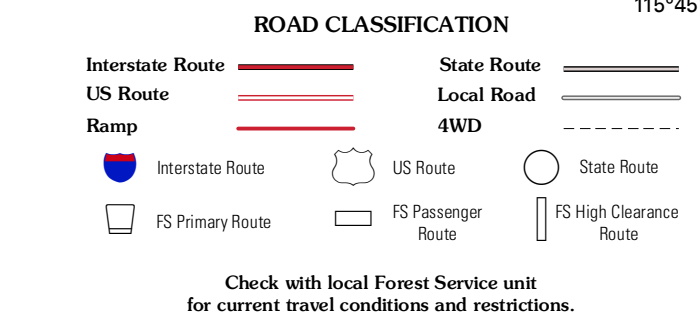 115°45
ROAD CLASSIFICATION
Interstate Route
State Route
US Route
Local Road
Ramp
4WD
Interstate Route
US Route
State Route
FS Primary Route
FS Passenger
Route
FS High Clearance
Route
Check with local Forest Service unit
for current travel conditions and restrictions.